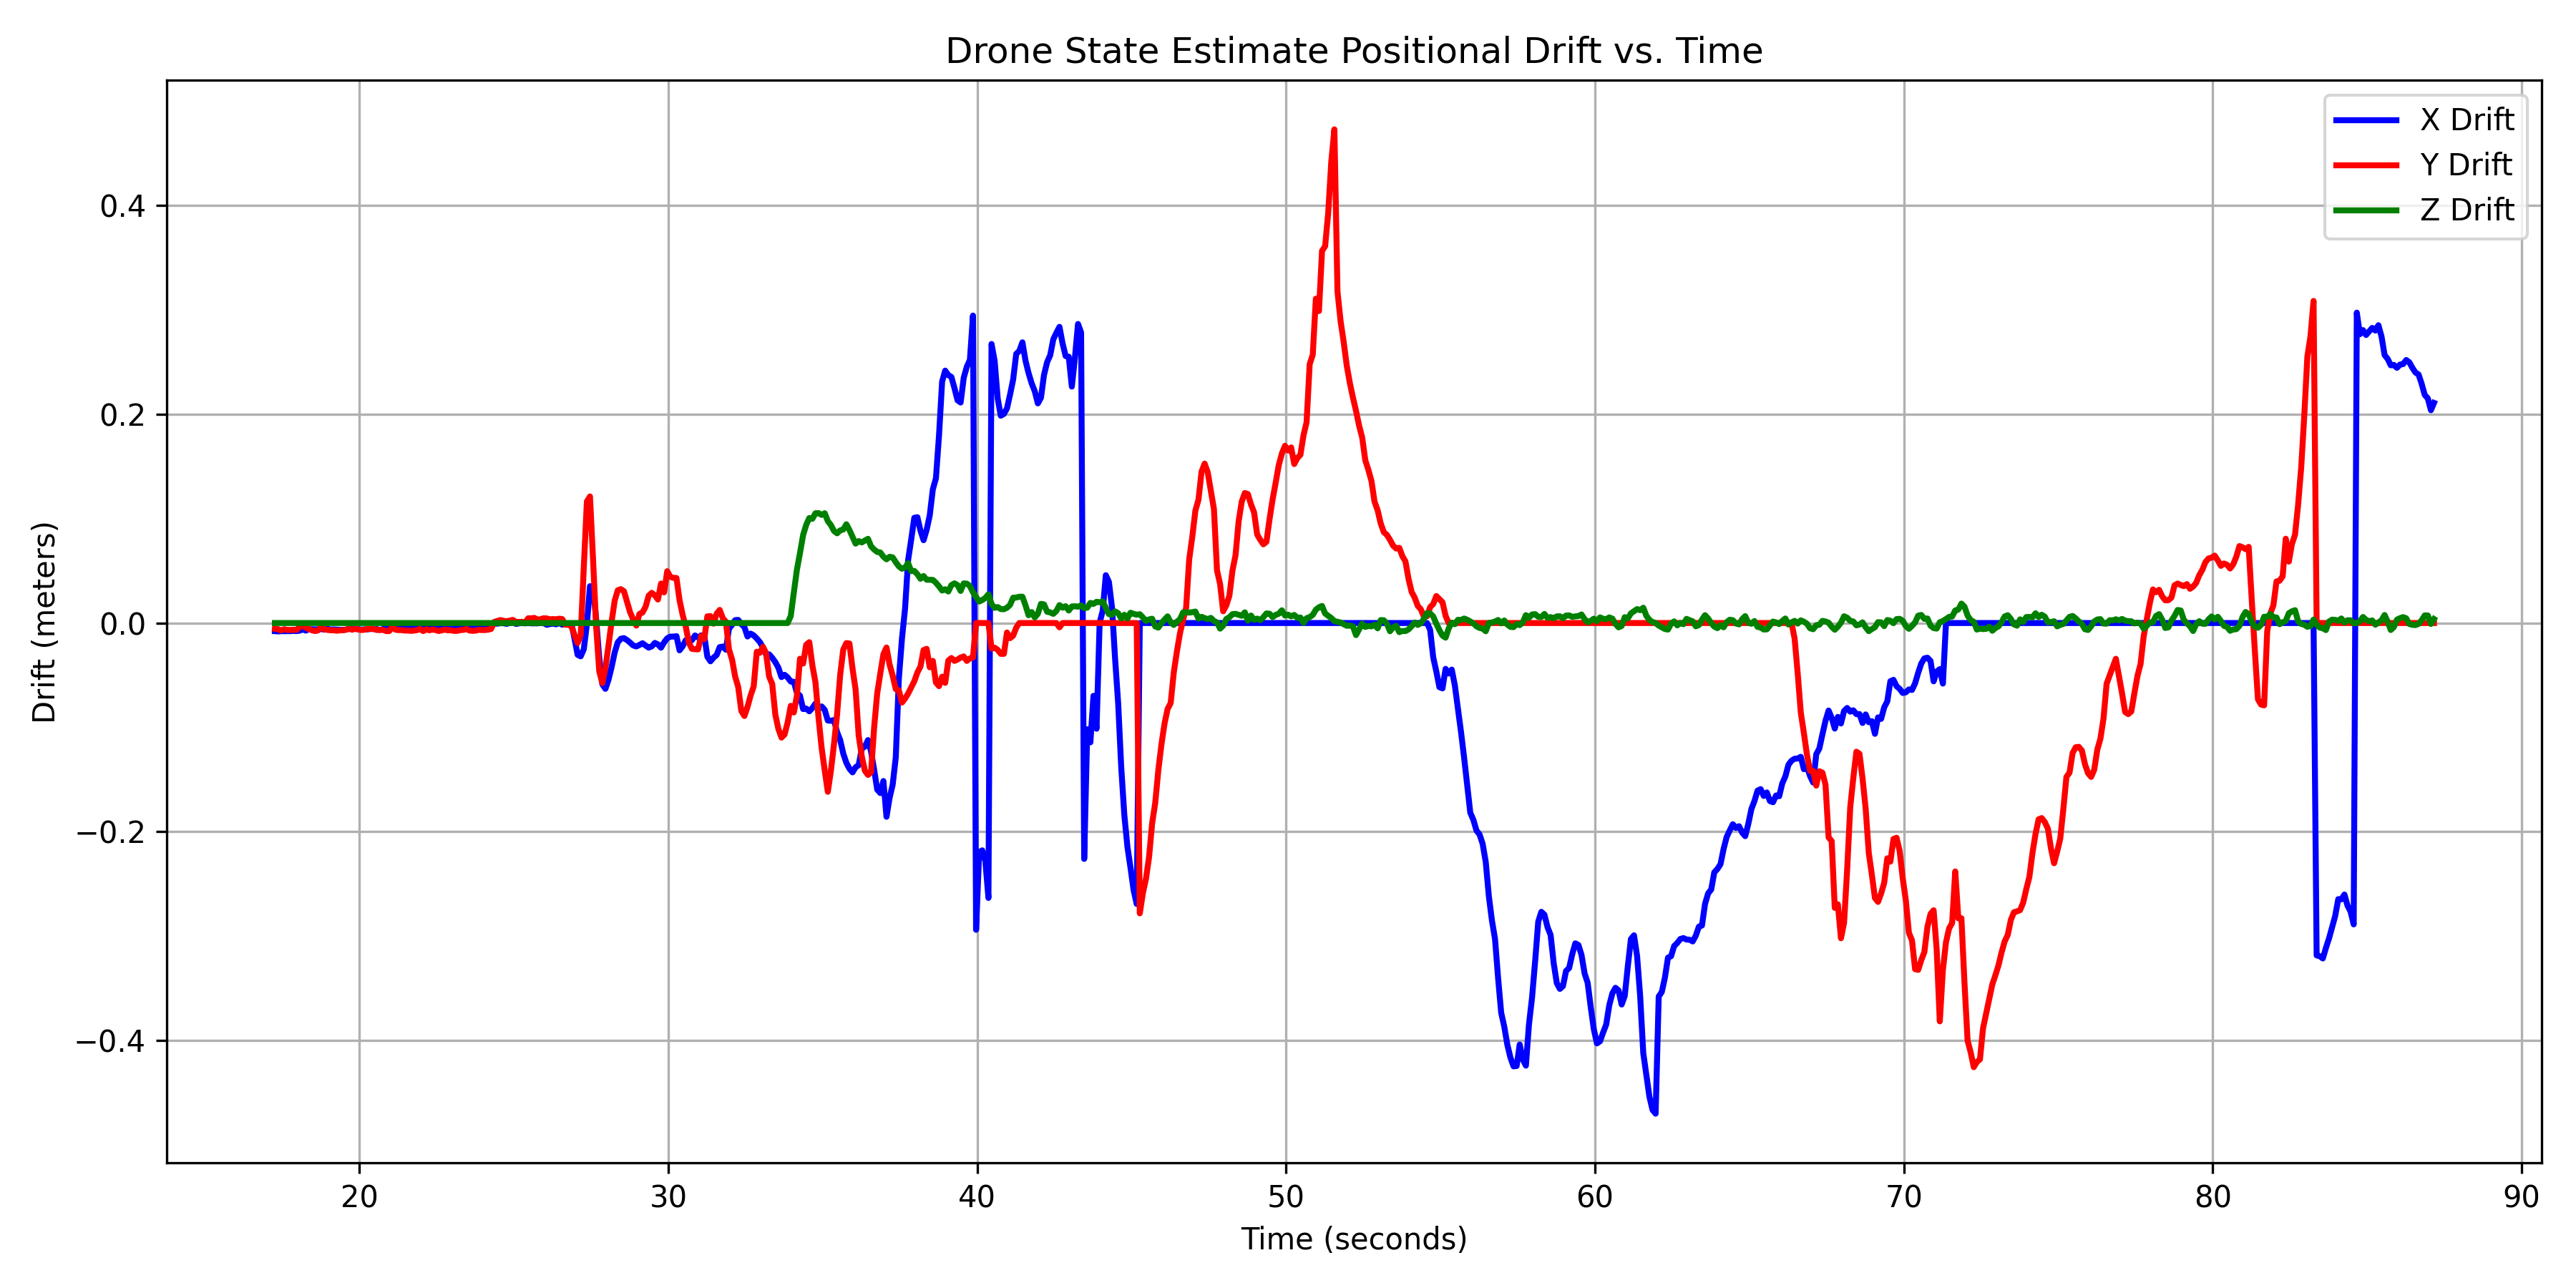 Drone State Estimate Positional Drift vs. Time
X Drift
Y Drift
Z Drift
Drift (meters)
0.4
0.2
0.0
−0.2
−0.4
20 30 40 50 60 70 80 90
Time (seconds)